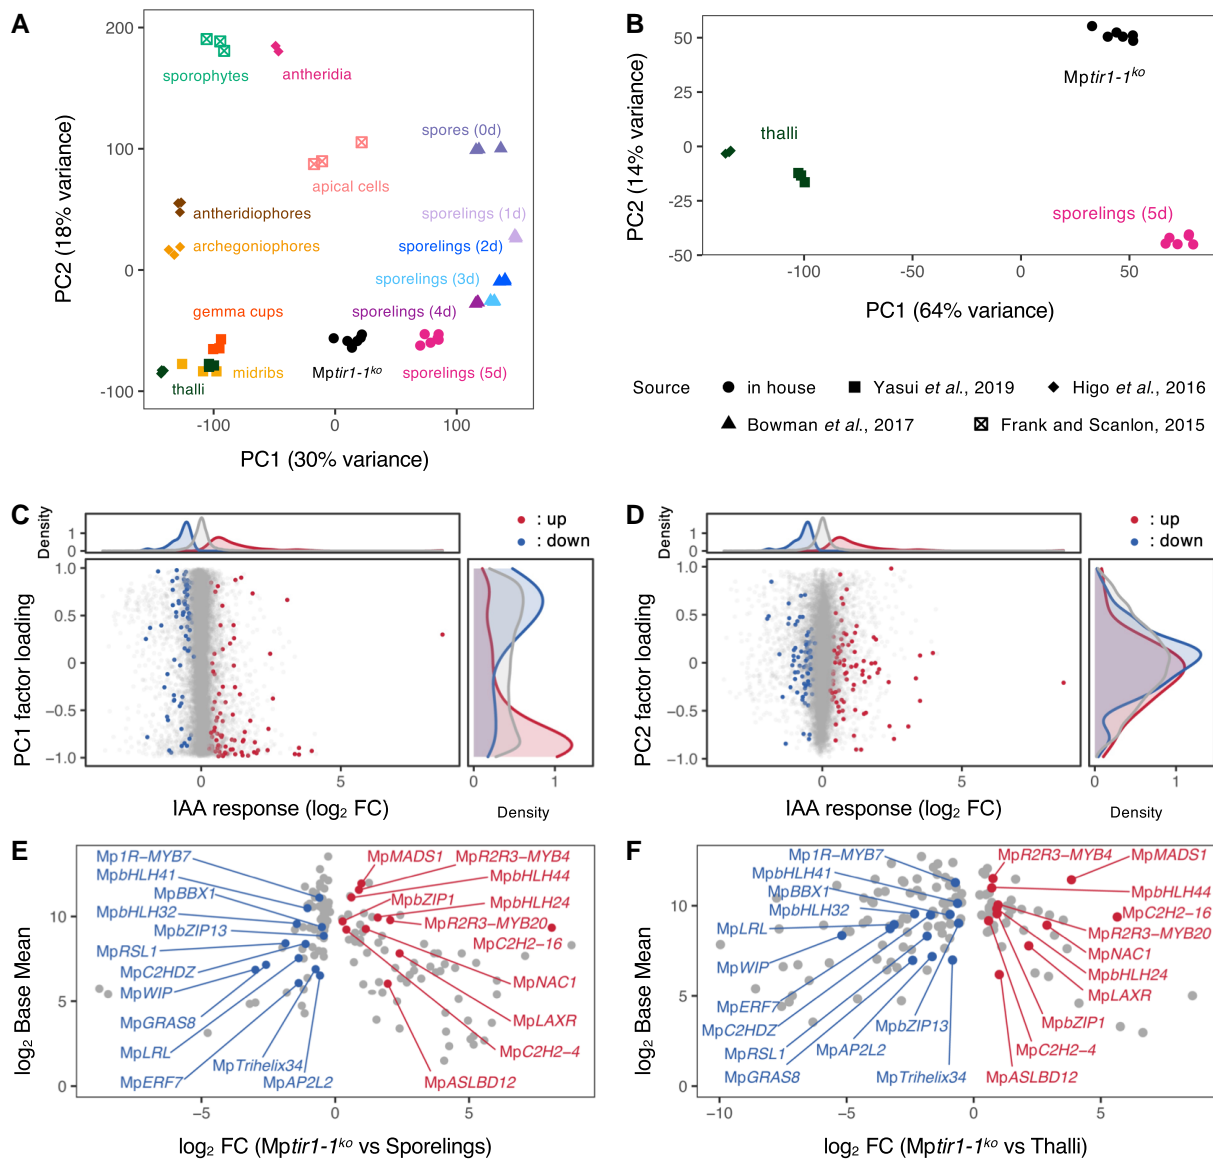 A
200
100
0
-100
PC2 (18% variance)
sporophytes
antheridia
spores (0d)
apical cells
antheridiophores
sporelings (1d)
archegoniophores
sporelings (2d)
sporelings (3d)
gemma cups
sporelings (4d)
thalli
midribs
Mptir1-1ko
sporelings (5d)
-100
0
100
PC1 (30% variance)
B
50
25
0
-25
-50
PC2 (14% variance)
Mptir1-1ko
thalli
sporelings (5d)
-100
-50
0
50
PC1 (64% variance)
Source
in house
Yasui et al., 2019
Higo et al., 2016
Bowman et al., 2017
Frank and Scanlon, 2015
C
Density
1
0
: up
: down
1.0
0.5
0
−0.5
−1.0
PC1 factor loading
0
5
0
1
IAA response (log2 FC)
Density
D
Density
1
0
: up
: down
1.0
0.5
0
−0.5
−1.0
PC2 factor loading
0
5
0
1
IAA response (log2 FC)
Density
E
10
5
0
log2 Base Mean
Mp1R−MYB7
MpbHLH41
MpBBX1
MpbHLH32
MpbZIP13
MpRSL1
MpC2HDZ
MpWIP
MpGRAS8
MpLRL
MpERF7
MpTrihelix34
MpAP2L2
MpMADS1
MpR2R3−MYB4
MpbHLH44
MpbZIP1
MpbHLH24
MpR2R3−MYB20
MpC2H2−16
MpNAC1
MpLAXR
MpC2H2−4
MpASLBD12
−5
0
5
log2 FC (Mptir1-1ko vs Sporelings)
F
10
5
0
log2 Base Mean
Mp1R−MYB7
MpbHLH41
MpBBX1
MpbHLH32
MpLRL
MpWIP
MpERF7
MpC2HDZ
MpRSL1
MpGRAS8
MpAP2L2
MpbZIP13
MpTrihelix34
MpR2R3−MYB4
MpMADS1
MpbHLH44
MpC2H2−16
MpR2R3−MYB20
MpNAC1
MpbHLH24
MpLAXR
MpbZIP1
MpC2H2−4
MpASLBD12
−10
−5
0
5
log2 FC (Mptir1-1ko vs Thalli)